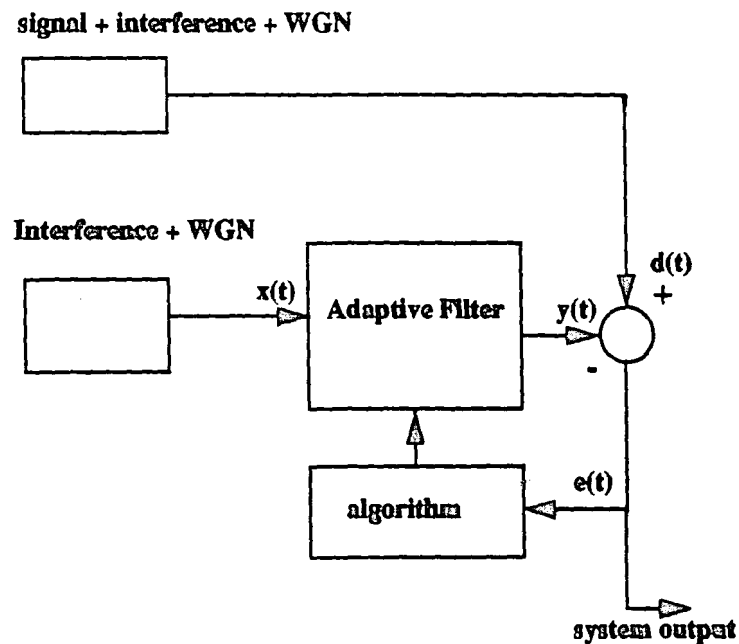 signal + interference + WGN
Interference + WGN
x(t)
Adaptive Filter
y(t)
d(t)
+
-
algorithm
e(t)
system output